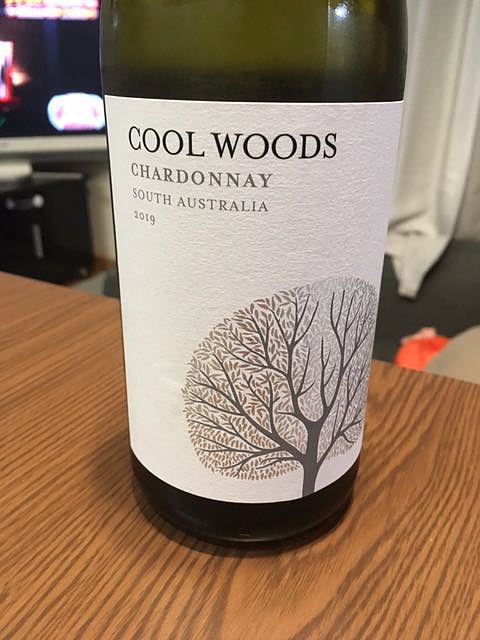 COOL WOODS
CHARDONNAY
SOUTH AUSTRALIA
2019